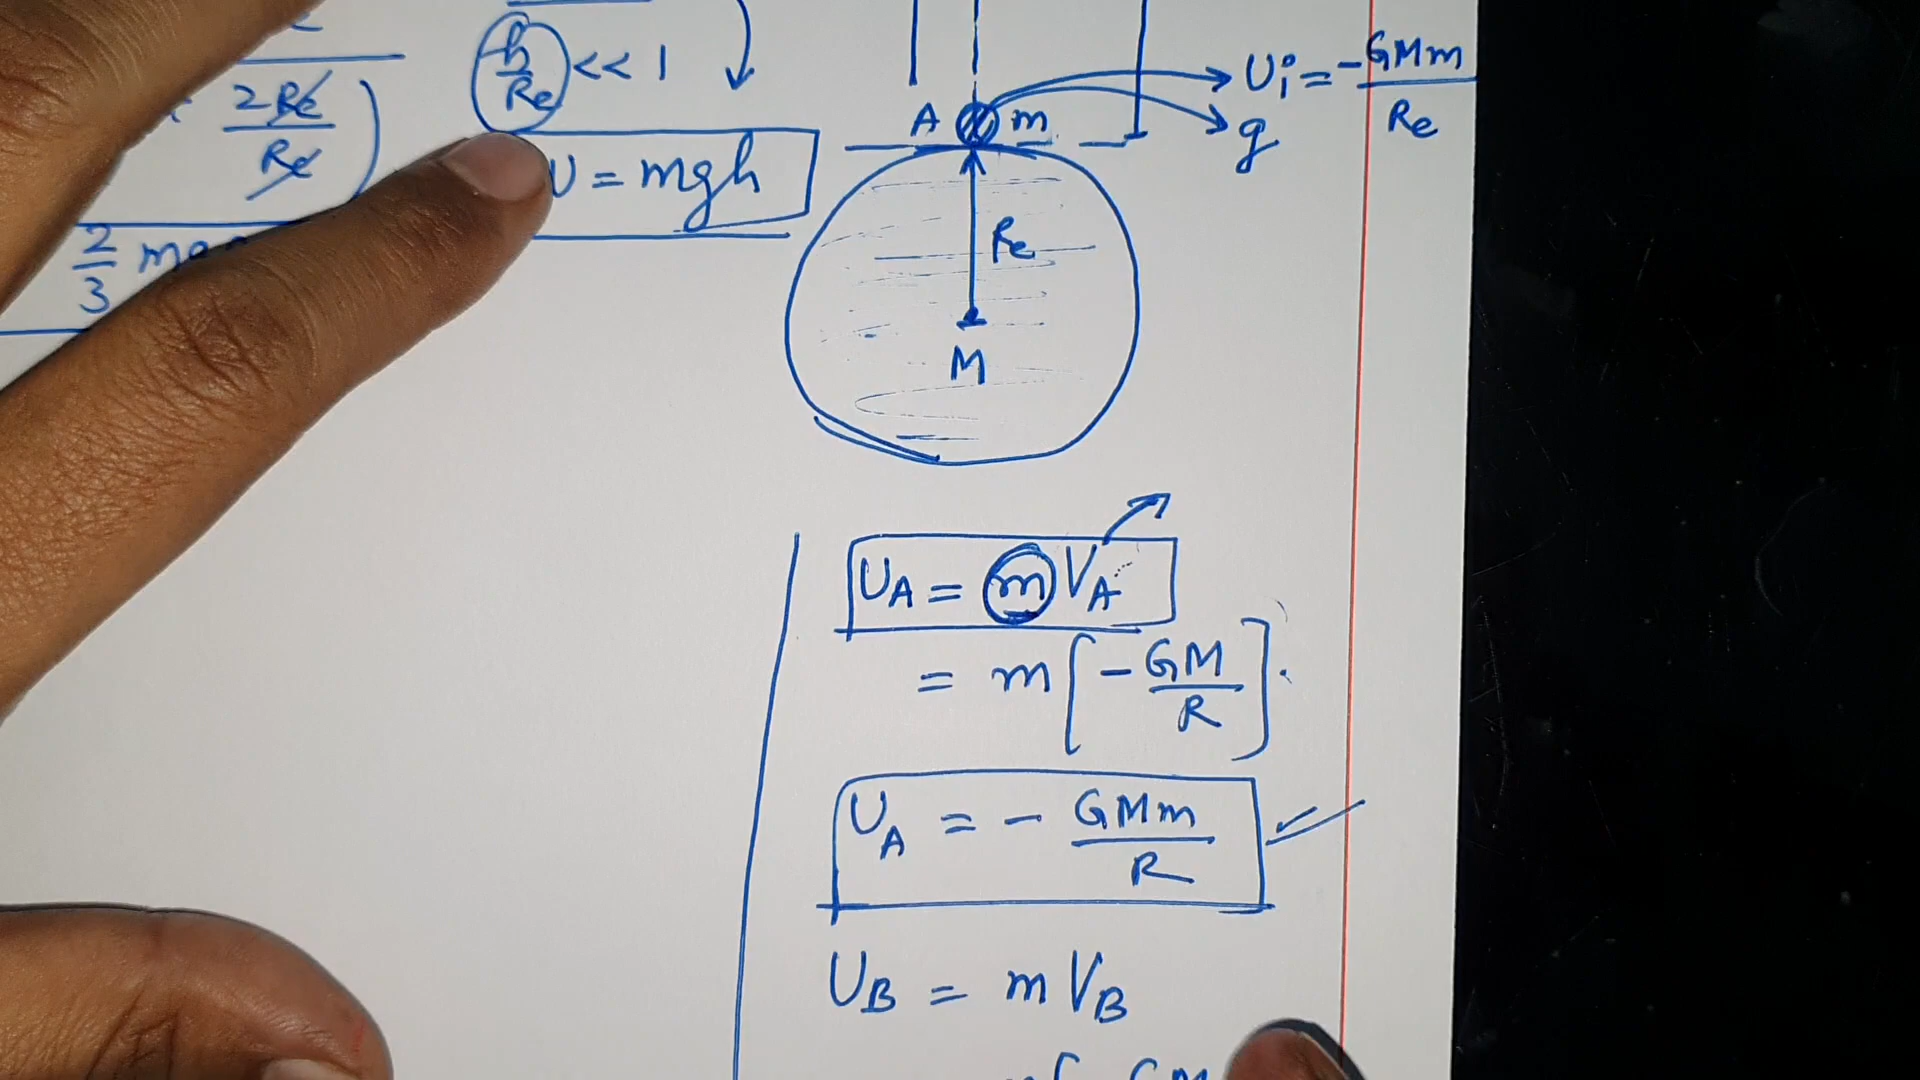 h/Re << 1
2Re/Re
U = mgh
2/3 m
A m
Ui = -GMm/Re
g
Re
M
UA = m VA
= m [ - GM/R ].
UA = - GMm/R
UB = m VB